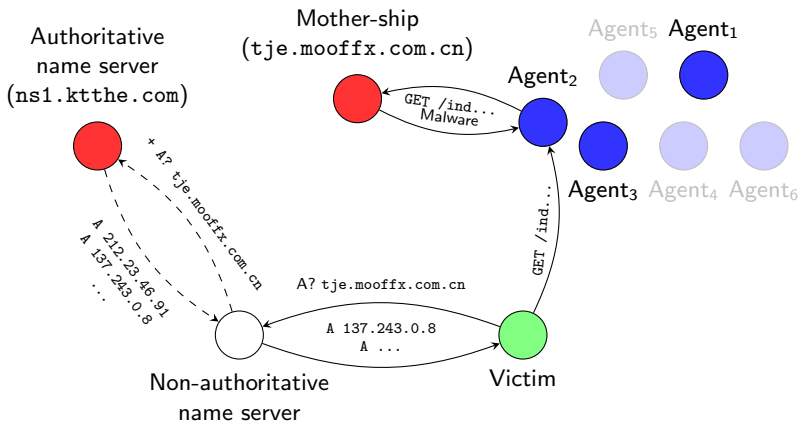 Mother-ship
(tje.mooffx.com.cn)
Authoritative
name server
(ns1.ktthe.com)
Agent5
Agent1
Agent2
GET /ind...
Malware
Agent3
Agent4
Agent6
+ A? tje.mooffx.com.cn
A 212.23.46.91
A 137.243.0.8
...
GET /ind...
A? tje.mooffx.com.cn
A 137.243.0.8
A ...
Non-authoritative
name server
Victim